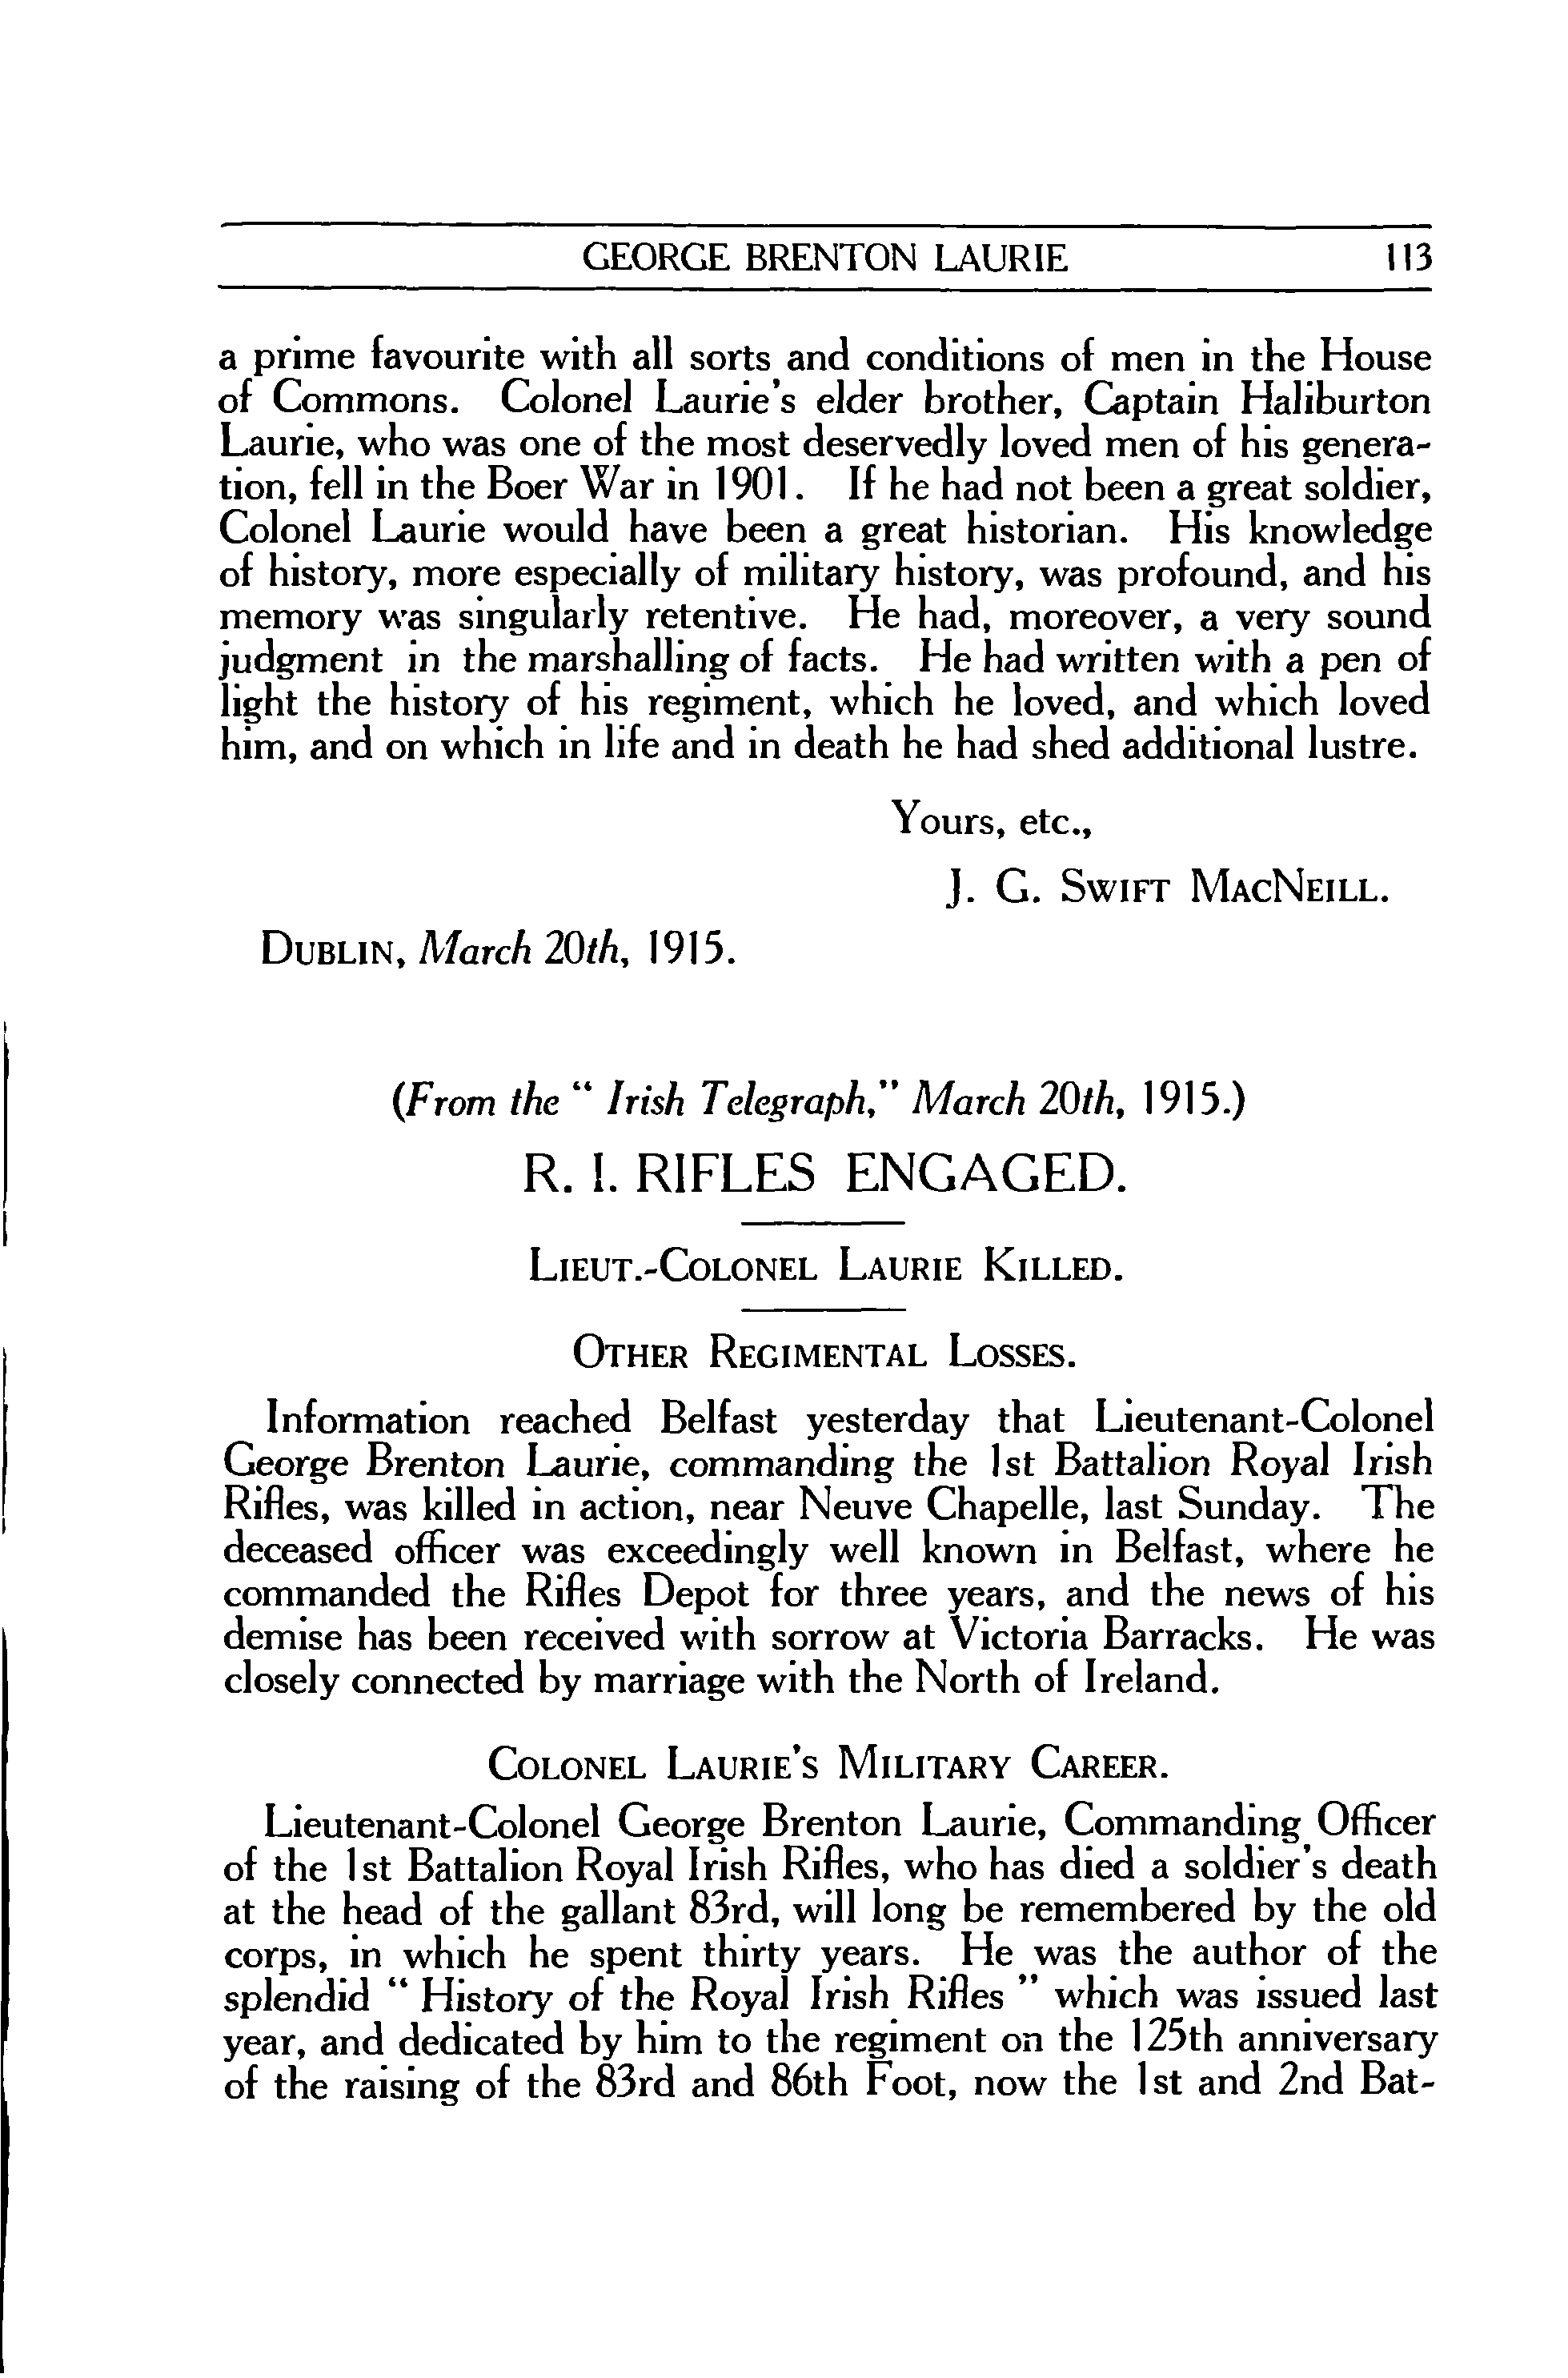 GEORGE BRENTON LAURIE 113
a prime favourite with all sorts and conditions of men in the House
of Commons. Colonel Laurie's elder brother, Captain Haliburton
Laurie, who was one of the most deservedly loved men of his genera-
tion, fell in the Boer War in 1901. If he had not been a great soldier,
Colonel Laurie would have been a great historian. His knowledge
of history, more especially of military history, was profound, and his
memory was singularly retentive. He had, moreover, a very sound
judgment in the marshalling of facts. He had written with a pen of
light the history of his regiment, which he loved, and which loved
him, and on which in life and in death he had shed additional lustre.
Yours, etc.,
J. G. SWIFT MACNEILL.
DUBLIN, March 20th, 1915.
(From the " Irish Telegraph," March 20th, 1915.)
R. I. RIFLES ENGAGED.
LIEUT.-COLONEL LAURIE KILLED.
OTHER REGIMENTAL LOSSES.
Information reached Belfast yesterday that Lieutenant-Colonel
George Brenton Laurie, commanding the 1st Battalion Royal Irish
Rifles, was killed in action, near Neuve Chapelle, last Sunday. The
deceased officer was exceedingly well known in Belfast, where he
commanded the Rifles Depot for three years, and the news of his
demise has been received with sorrow at Victoria Barracks. He was
closely connected by marriage with the North of Ireland.
COLONEL LAURIE'S MILITARY CAREER.
Lieutenant-Colonel George Brenton Laurie, Commanding Officer
of the 1st Battalion Royal Irish Rifles, who has died a soldier's death
at the head of the gallant 83rd, will long be remembered by the old
corps, in which he spent thirty years. He was the author of the
splendid " History of the Royal Irish Rifles " which was issued last
year, and dedicated by him to the regiment on the 125th anniversary
of the raising of the 83rd and 86th Foot, now the 1st and 2nd Bat-